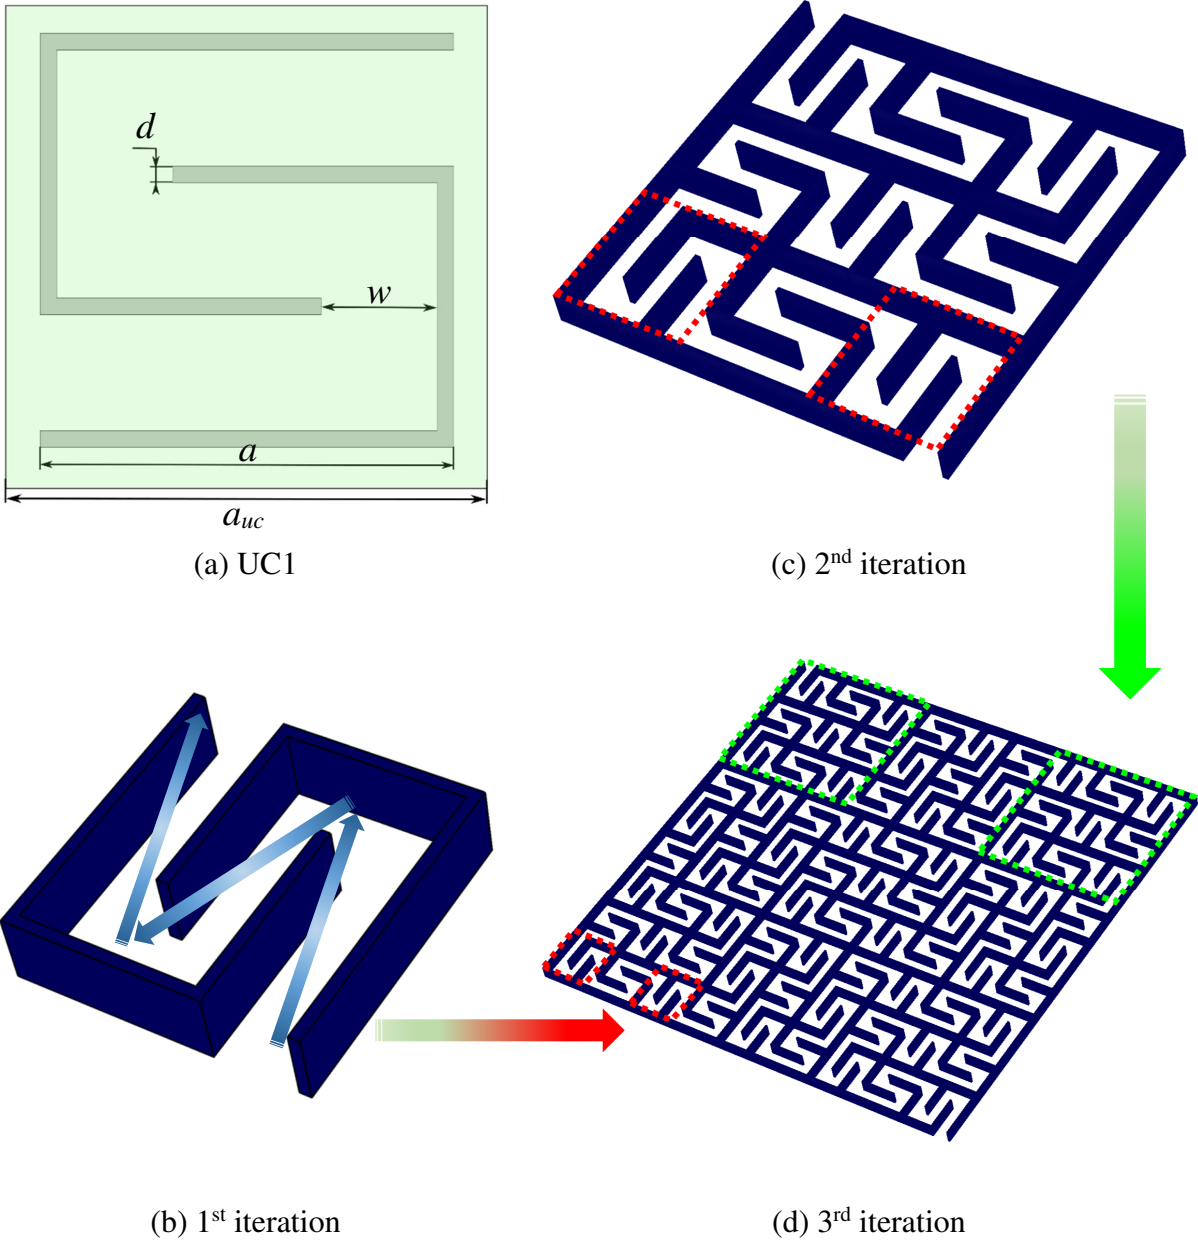 d
w
a
a_uc
(a) UC1
(c) 2nd iteration
(b) 1st iteration
(d) 3rd iteration